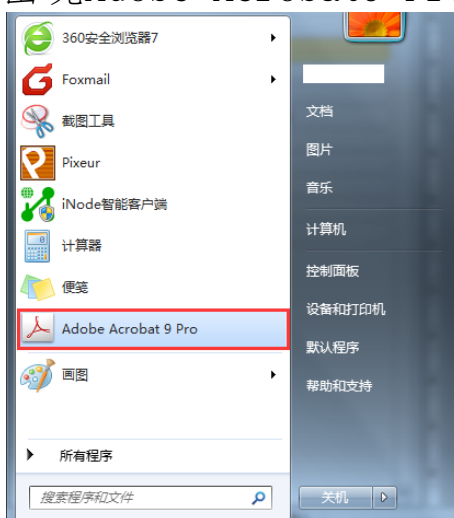 360安全浏览器7
Foxmail
截图工具
Pixeur
iNode智能客户端
计算器
便笺
Adobe Acrobat 9 Pro
画图
所有程序
搜索程序和文件
文档
图片
音乐
计算机
控制面板
设备和打印机
默认程序
帮助和支持
关机